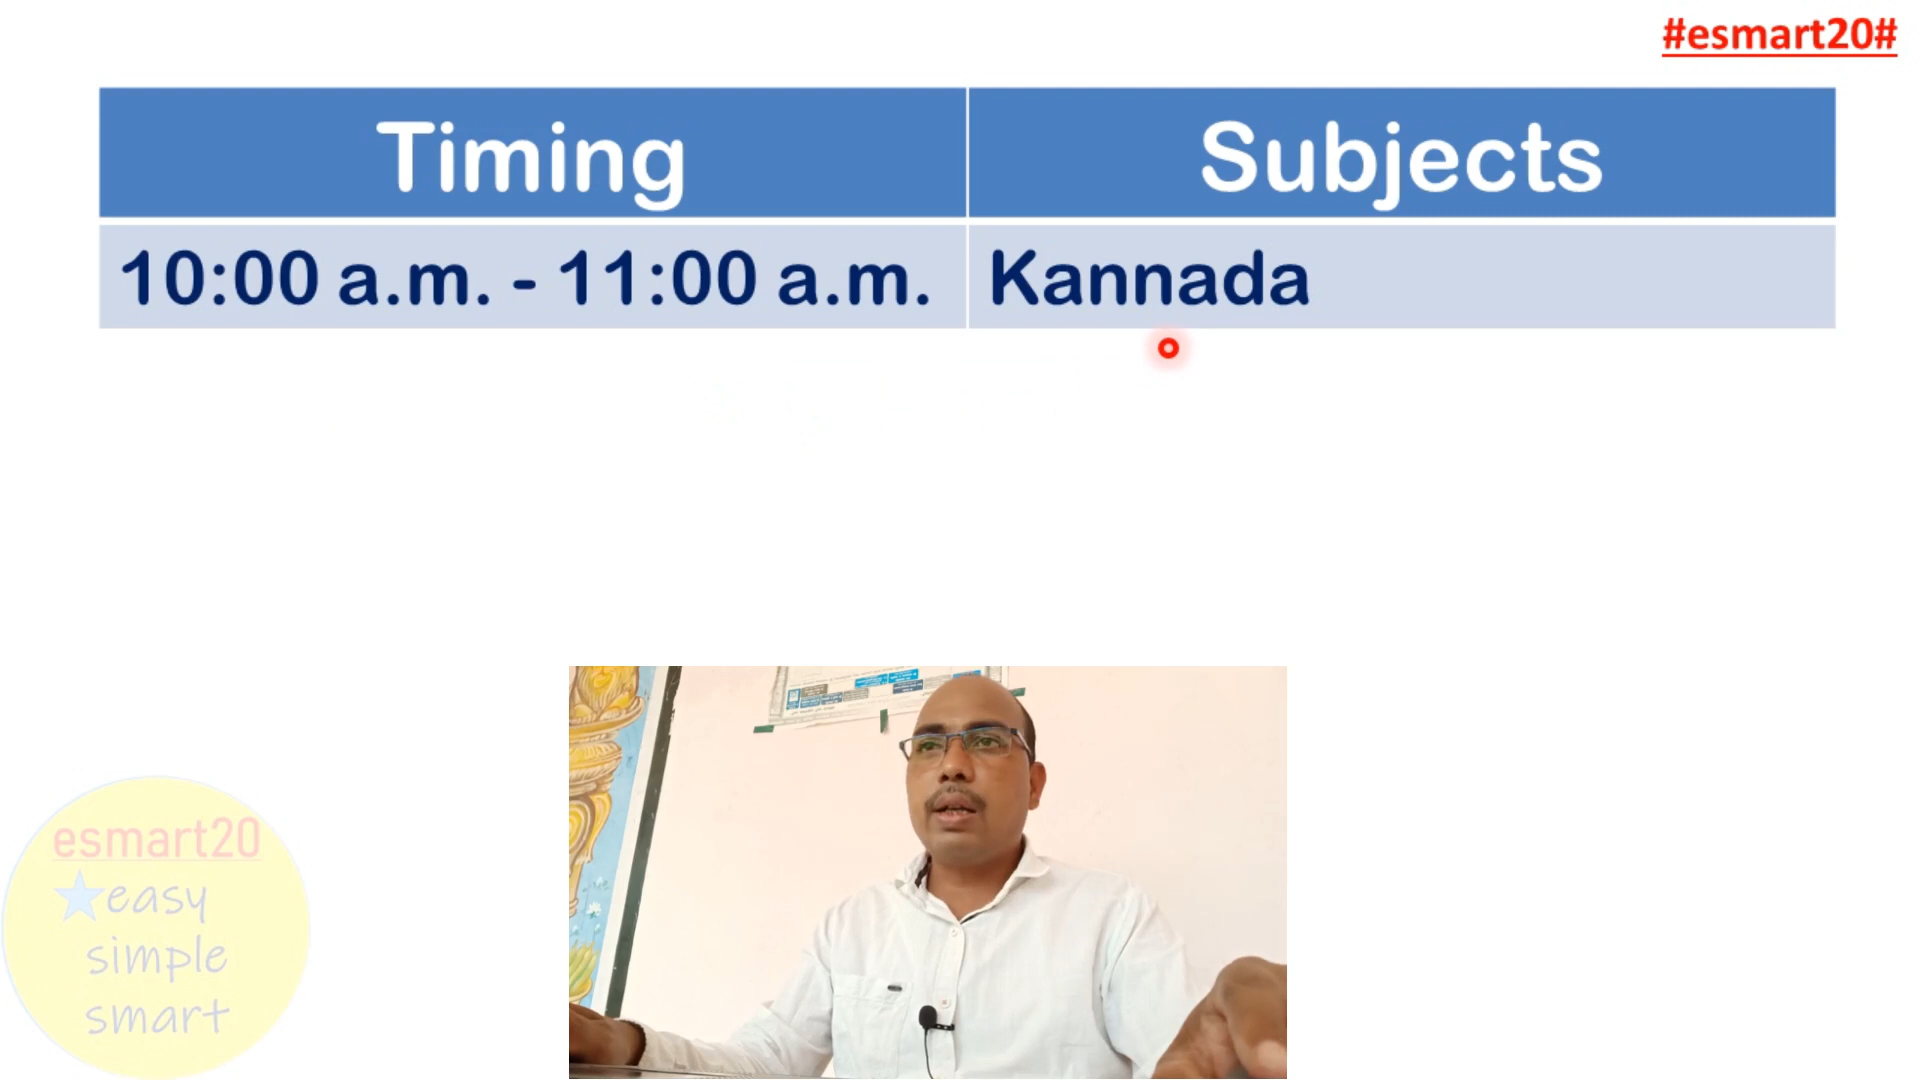 #esmart20#
Timing Subjects
10:00 a.m. - 11:00 a.m. Kannada
esmart20
easy
simple
smart